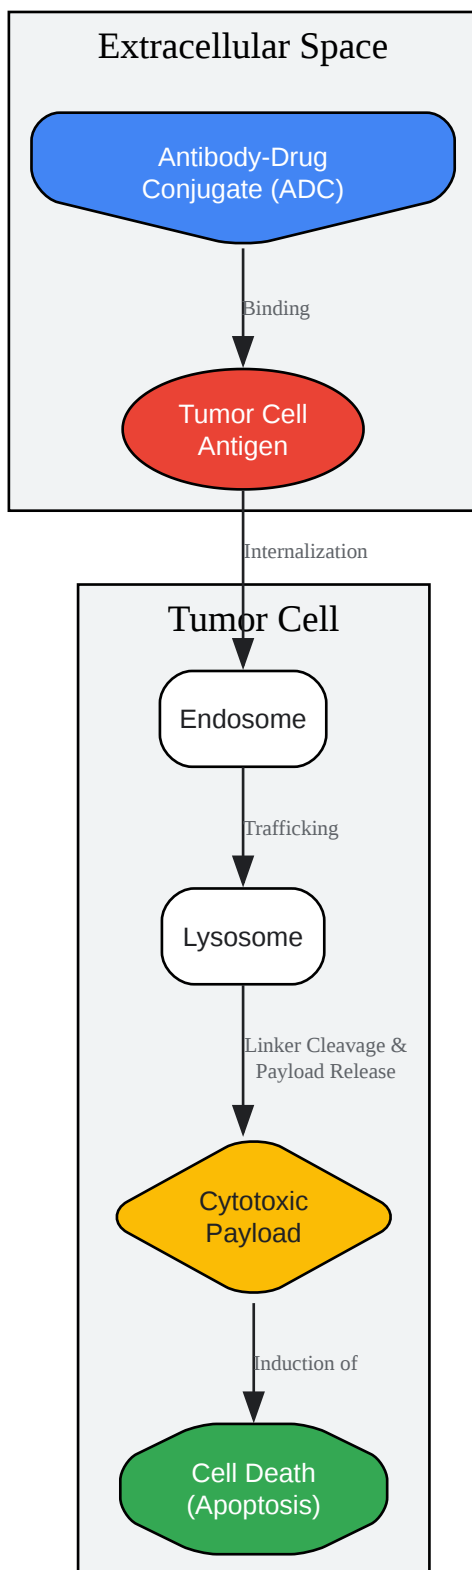 Extracellular Space
Antibody-Drug
Conjugate (ADC)
Binding
Tumor Cell
Antigen
Internalization
Tumor Cell
Endosome
Trafficking
Lysosome
Linker Cleavage &
Payload Release
Cytotoxic
Payload
Induction of
Cell Death
(Apoptosis)